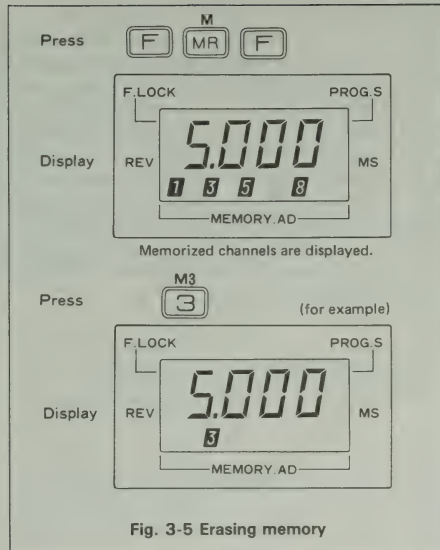 M
Press F MR F
F.LOCK PROG.S
Display REV 5.000 MS
1 3 5 8
MEMORY.AD
Memorized channels are displayed.
M3
Press 3 (for example)
F.LOCK PROG.S
Display REV 5.000 MS
3
MEMORY.AD
Fig. 3-5 Erasing memory